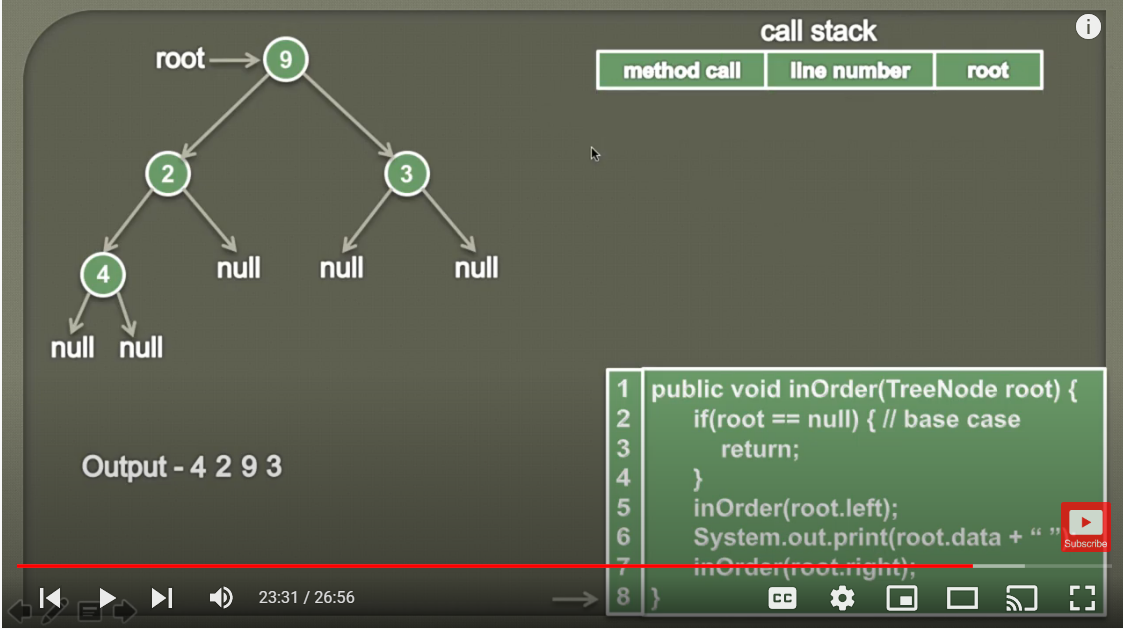 root
9
2
3
4
null
null
null
null
null
Output - 4 2 9 3
call stack
method call line number root
1 public void inOrder(TreeNode root) {
2 if(root == null) { // base case
3 return;
4 }
5 inOrder(root.left);
6 System.out.print(root.data + “ ”
7 inOrder(root.right);
8 }
Subscribe
23:31 / 26:56
CC
i